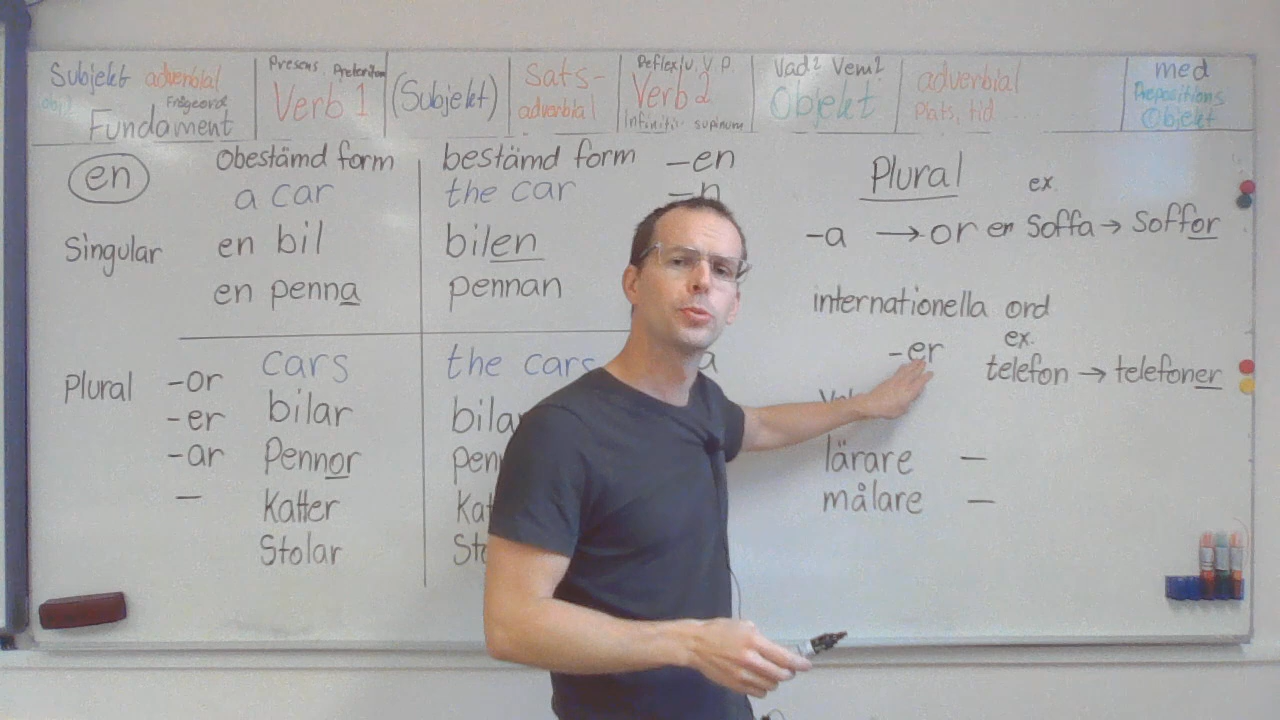 Subjekt adverbial
obj
Frågeord
Fundament
Presens Preteritum
Verb 1
(Subjekt)
Sats-
adverbial
Reflexiv. V. P.
Verb 2
Infinitiv supinum
Vad? Vem?
Objekt
adverbial
Plats, tid ...
med
Prepositions
Objekt
en
obestämd form
a car
Singular
en bil
en penna
bestämd form
the car
bilen
pennan
-en
-n
Plural
-or
-er
-ar
-
cars
bilar
Pennor
Katter
Stolar
the cars
Plural
ex
-a → or en Soffa → Soffor
internationella ord
ex.
-er telefon → telefoner
lärare -
målare -